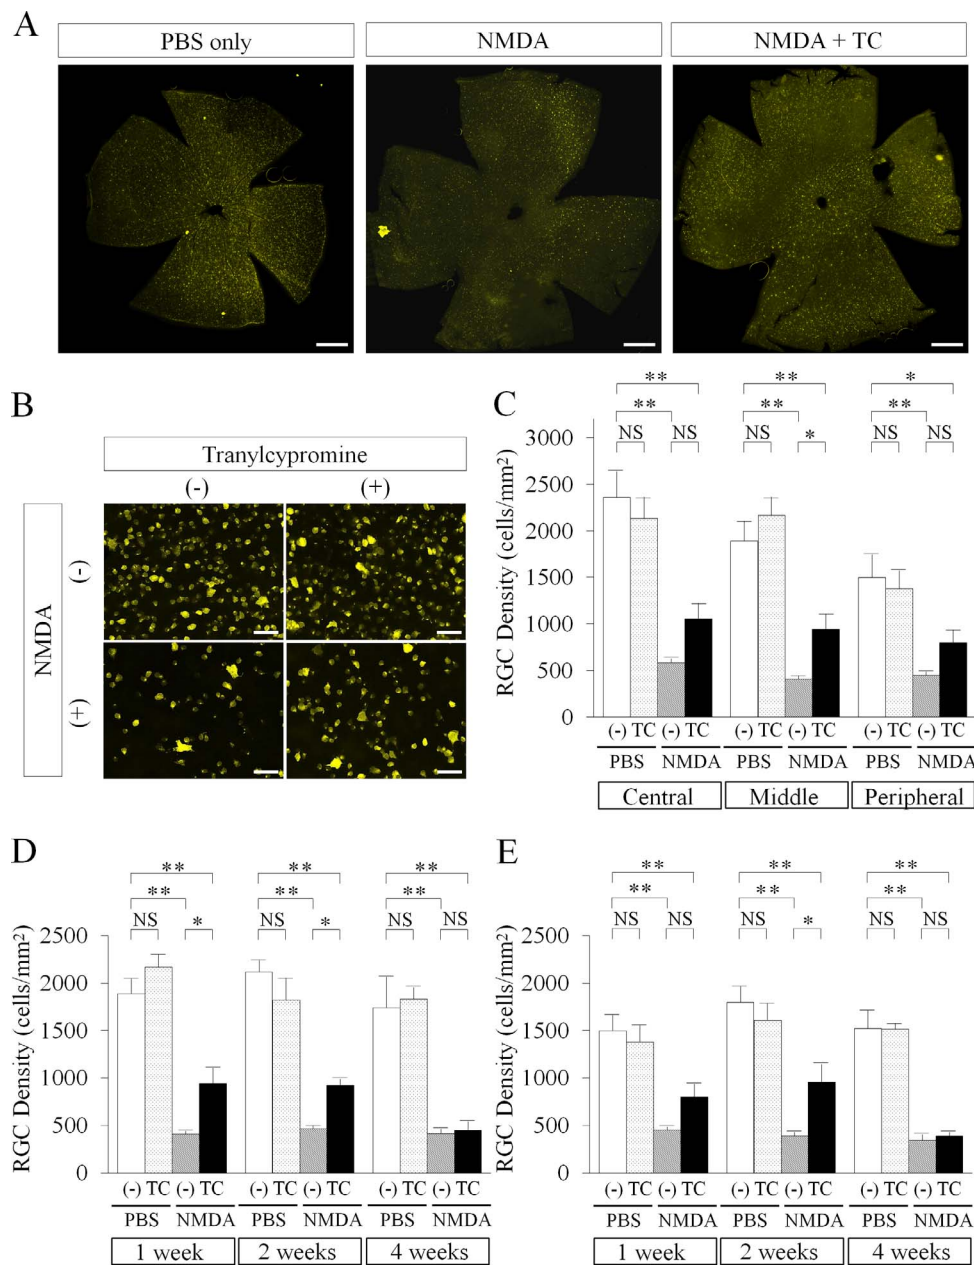 A
PBS only
NMDA
NMDA + TC
B
Tranylcypromine
(-)
(+)
NMDA
(-)
(+)
C
** ** *
** ** **
NS NS NS * NS NS
RGC Density (cells/mm²)
3000
2500
2000
1500
1000
500
0
(-) TC (-) TC (-) TC (-) TC (-) TC (-) TC
PBS NMDA PBS NMDA PBS NMDA
Central Middle Peripheral
D
** ** **
** ** **
NS * NS * NS NS
RGC Density (cells/mm²)
2500
2000
1500
1000
500
0
(-) TC (-) TC (-) TC (-) TC (-) TC (-) TC
PBS NMDA PBS NMDA PBS NMDA
1 week 2 weeks 4 weeks
E
** ** **
** ** **
NS NS NS * NS NS
RGC Density (cells/mm²)
2500
2000
1500
1000
500
0
(-) TC (-) TC (-) TC (-) TC (-) TC (-) TC
PBS NMDA PBS NMDA PBS NMDA
1 week 2 weeks 4 weeks